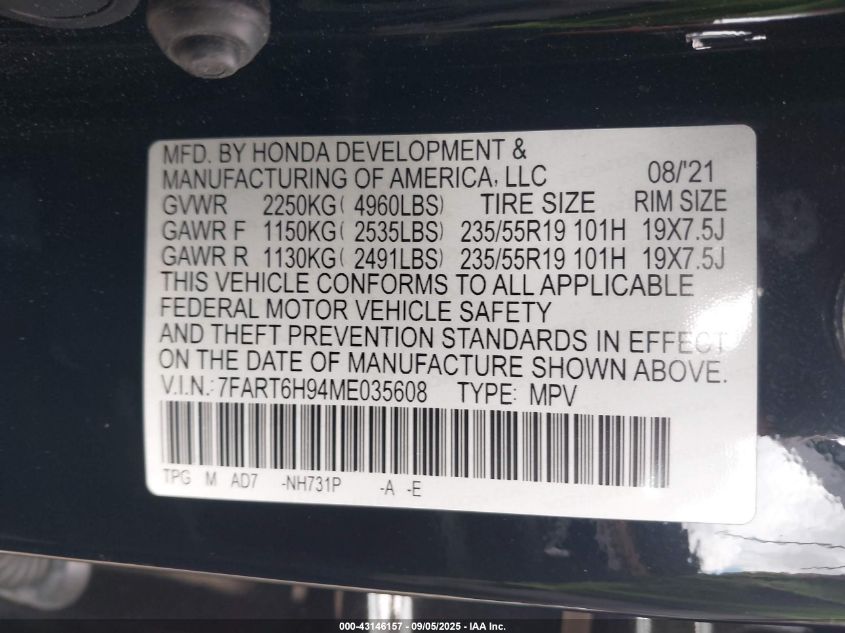 MFD. BY HONDA DEVELOPMENT &
MANUFACTURING OF AMERICA, LLC 08/'21
GVWR 2250KG( 4960LBS) TIRE SIZE RIM SIZE
GAWR F 1150KG( 2535LBS) 235/55R19 101H 19X7.5J
GAWR R 1130KG( 2491LBS) 235/55R19 101H 19X7.5J
THIS VEHICLE CONFORMS TO ALL APPLICABLE
FEDERAL MOTOR VEHICLE SAFETY
AND THEFT PREVENTION STANDARDS IN EFFECT
ON THE DATE OF MANUFACTURE SHOWN ABOVE.
V.I.N.:7FART6H94ME035608 TYPE: MPV
TPG M AD7 -NH731P -A -E
000-43146157 - 09/05/2025 - IAA Inc.